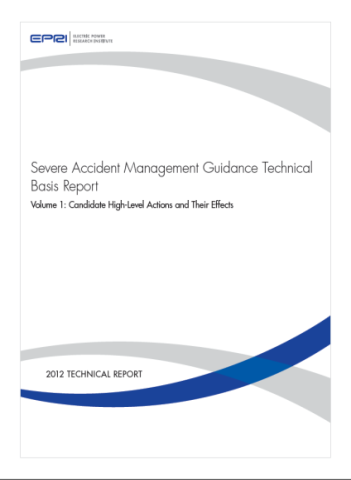 EPRI
ELECTRIC POWER
RESEARCH INSTITUTE
Severe Accident Management Guidance Technical
Basis Report
Volume 1: Candidate High-Level Actions and Their Effects
2012 TECHNICAL REPORT